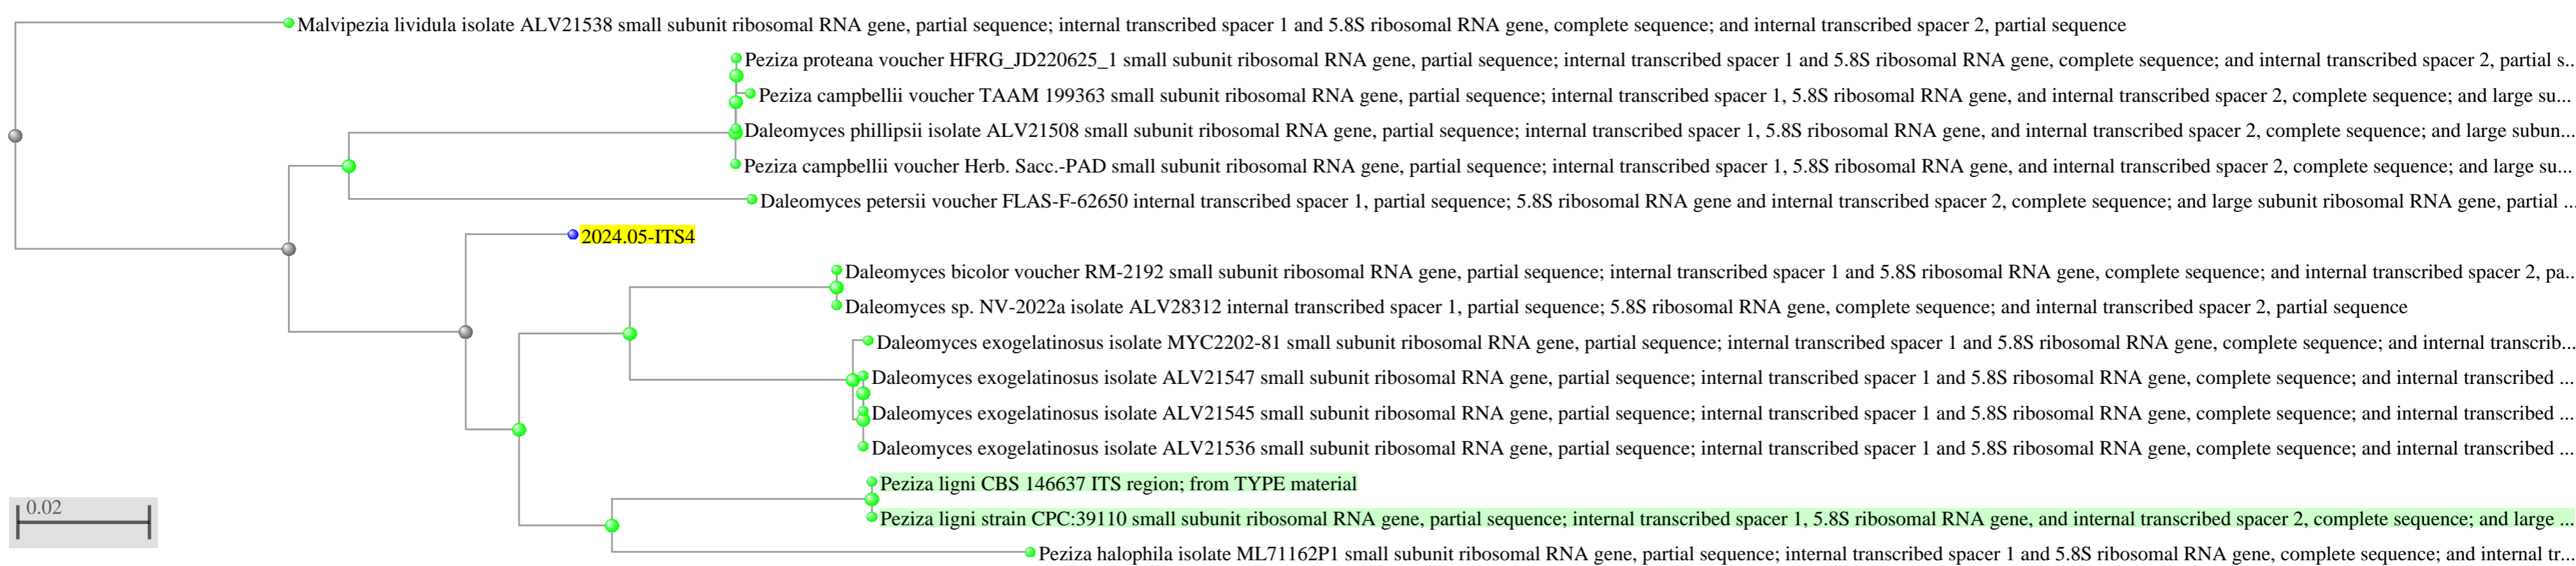 Malvipezia lividula isolate ALV21538 small subunit ribosomal RNA gene, partial sequence; internal transcribed spacer 1 and 5.8S ribosomal RNA gene, complete sequence; and internal transcribed spacer 2, partial sequence
Peziza proteana voucher HFRG_JD220625_1 small subunit ribosomal RNA gene, partial sequence; internal transcribed spacer 1 and 5.8S ribosomal RNA gene, complete sequence; and internal transcribed spacer 2, partial s...
Peziza campbellii voucher TAAM 199363 small subunit ribosomal RNA gene, partial sequence; internal transcribed spacer 1, 5.8S ribosomal RNA gene, and internal transcribed spacer 2, complete sequence; and large su...
Daleomyces phillipsii isolate ALV21508 small subunit ribosomal RNA gene, partial sequence; internal transcribed spacer 1, 5.8S ribosomal RNA gene, and internal transcribed spacer 2, complete sequence; and large subun...
Peziza campbellii voucher Herb. Sacc.-PAD small subunit ribosomal RNA gene, partial sequence; internal transcribed spacer 1, 5.8S ribosomal RNA gene, and internal transcribed spacer 2, complete sequence; and large su...
Daleomyces petersii voucher FLAS-F-62650 internal transcribed spacer 1, partial sequence; 5.8S ribosomal RNA gene and internal transcribed spacer 2, complete sequence; and large subunit ribosomal RNA gene, partial ...
2024.05-ITS4
Daleomyces bicolor voucher RM-2192 small subunit ribosomal RNA gene, partial sequence; internal transcribed spacer 1 and 5.8S ribosomal RNA gene, complete sequence; and internal transcribed spacer 2, pa...
Daleomyces sp. NV-2022a isolate ALV28312 internal transcribed spacer 1, partial sequence; 5.8S ribosomal RNA gene, complete sequence; and internal transcribed spacer 2, partial sequence
Daleomyces exogelatinosus isolate MYC2202-81 small subunit ribosomal RNA gene, partial sequence; internal transcribed spacer 1 and 5.8S ribosomal RNA gene, complete sequence; and internal transcrib...
Daleomyces exogelatinosus isolate ALV21547 small subunit ribosomal RNA gene, partial sequence; internal transcribed spacer 1 and 5.8S ribosomal RNA gene, complete sequence; and internal transcribed ...
Daleomyces exogelatinosus isolate ALV21545 small subunit ribosomal RNA gene, partial sequence; internal transcribed spacer 1 and 5.8S ribosomal RNA gene, complete sequence; and internal transcribed ...
Daleomyces exogelatinosus isolate ALV21536 small subunit ribosomal RNA gene, partial sequence; internal transcribed spacer 1 and 5.8S ribosomal RNA gene, complete sequence; and internal transcribed ...
Peziza ligni CBS 146637 ITS region; from TYPE material
0.02
Peziza ligni strain CPC:39110 small subunit ribosomal RNA gene, partial sequence; internal transcribed spacer 1, 5.8S ribosomal RNA gene, and internal transcribed spacer 2, complete sequence; and large ...
Peziza halophila isolate ML71162P1 small subunit ribosomal RNA gene, partial sequence; internal transcribed spacer 1 and 5.8S ribosomal RNA gene, complete sequence; and internal tr...